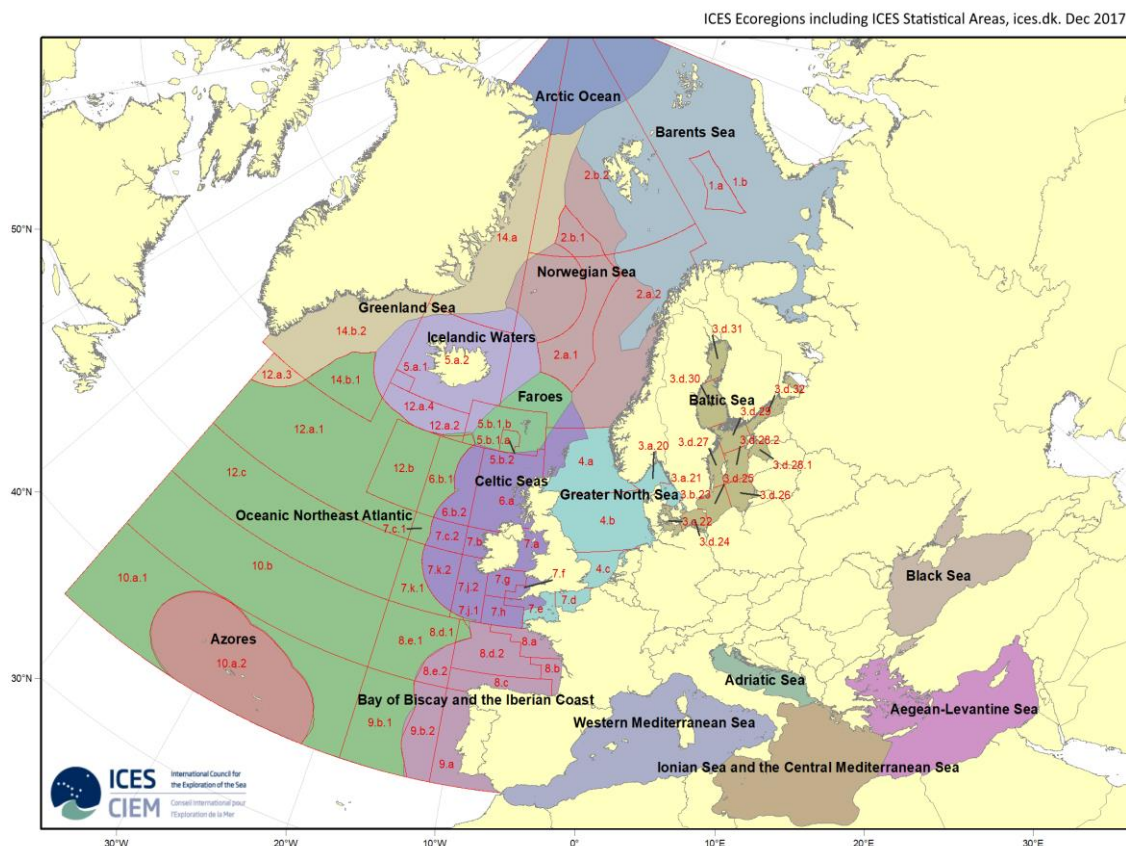 ICES Ecoregions including ICES Statistical Areas, ices.dk. Dec 2017
Arctic Ocean
Barents Sea
2.b.2
1.a
1.b
50°N
14.a
2.b.1
Norwegian Sea
2.a.2
Greenland Sea
14.b.2
Icelandic Waters
3.d.31
5.a.1
5.a.2
2.a.1
12.a.3
14.b.1
3.d.30
3.d.32
Faroes
Baltic Sea
12.a.4
3.d.29
12.a.2
5.b.1.b
12.a.1
5.b.1.a
3.a.20
3.d.27
3.d.28.2
5.b.2
4.a
3.d.28.1
12.c
12.b
6.b.1
Celtic Seas
3.a.21
3.d.25
40°N
6.a
Greater North Sea
3.b.23
3.d.26
Oceanic Northeast Atlantic
6.b.2
4.b
3.c.22
7.c.1
7.c.2
7.b
7.a
3.d.24
10.a.1
10.b
7.k.2
7.g
7.f
4.c
Black Sea
7.k.1
7.j.2
7.d
7.j.1
7.h
7.e
8.d.1
Azores
8.e.1
8.a
10.a.2
8.d.2
8.e.2
8.b
30°N
8.c
Adriatic Sea
Bay of Biscay and the Iberian Coast
Aegean-Levantine Sea
9.b.1
9.b.2
Western Mediterranean Sea
9.a
Ionian Sea and the Central Mediterranean Sea
ICES
International Council for
the Exploration of the Sea
CIEM
Conseil International pour
l'Exploration de la Mer
30°W
20°W
10°W
0°
10°E
20°E
30°E